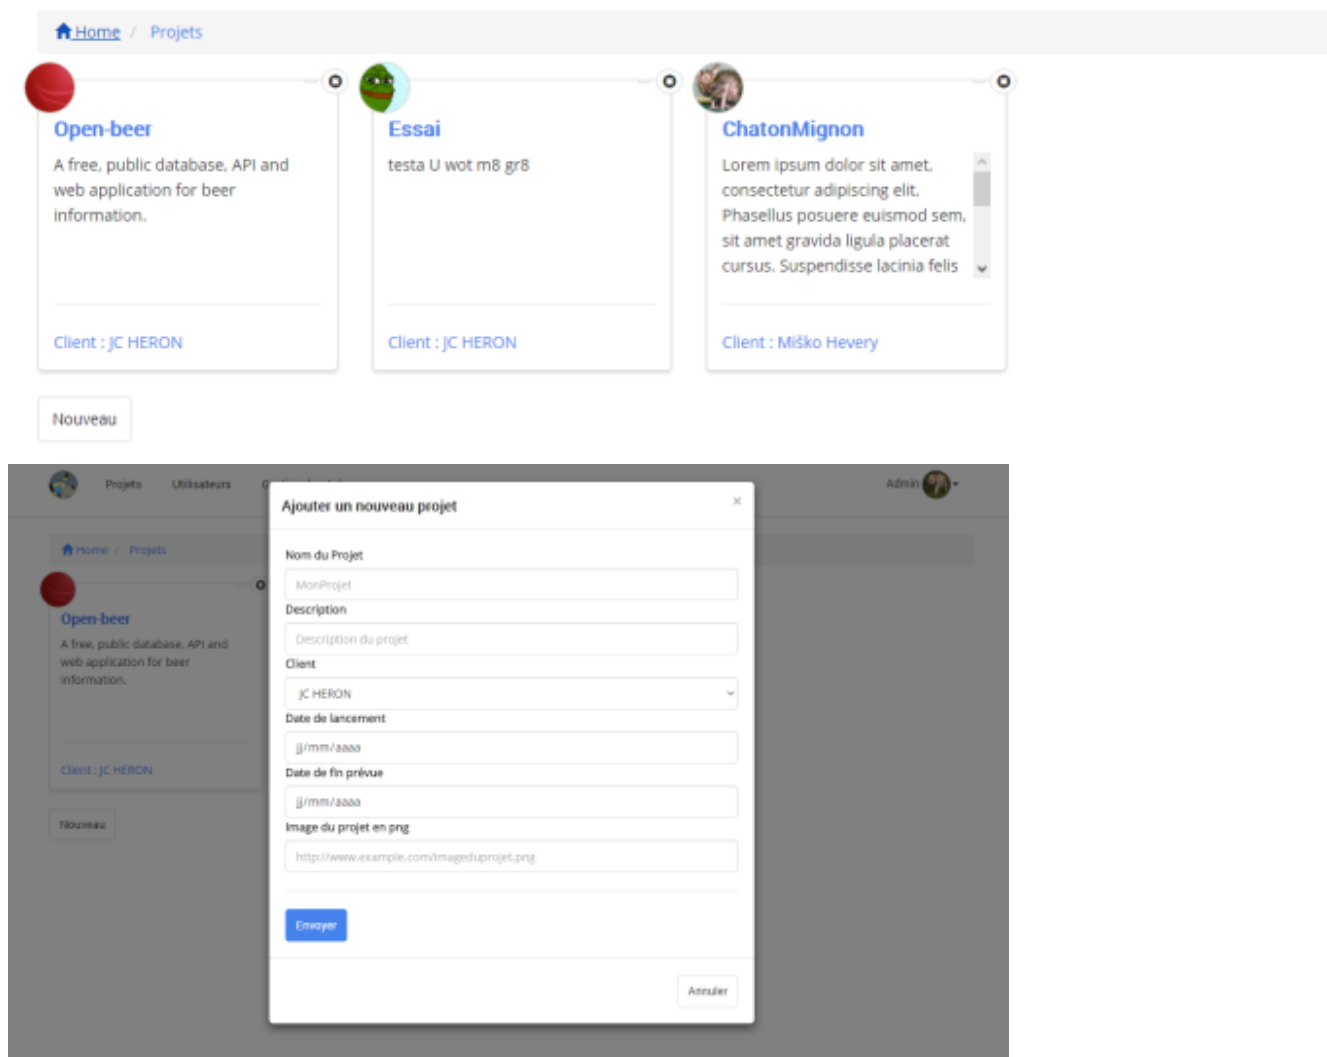 Home / Projets
Open-beer
A free, public database, API and
web application for beer
information.
Client : JC HERON
Essai
testa U wot m8 gr8
Client : JC HERON
ChatonMignon
Lorem ipsum dolor sit amet,
consectetur adipiscing elit.
Phasellus posuere euismod sem,
sit amet gravida ligula placerat
cursus. Suspendisse lacinia felis
Client : Miško Hevery
Nouveau
Projets Utilisateurs
Admin
Home / Projets
Open-beer
A free, public database, API and
web application for beer
information.
Client : JC HERON
Nouveau
Ajouter un nouveau projet ×
Nom du Projet
MonProjet
Description
Description du projet
Client
JC HERON
Date de lancement
jj/mm/aaaa
Date de fin prévue
jj/mm/aaaa
Image du projet en png
http://www.example.com/imageduprojet.png
Envoyer
Annuler